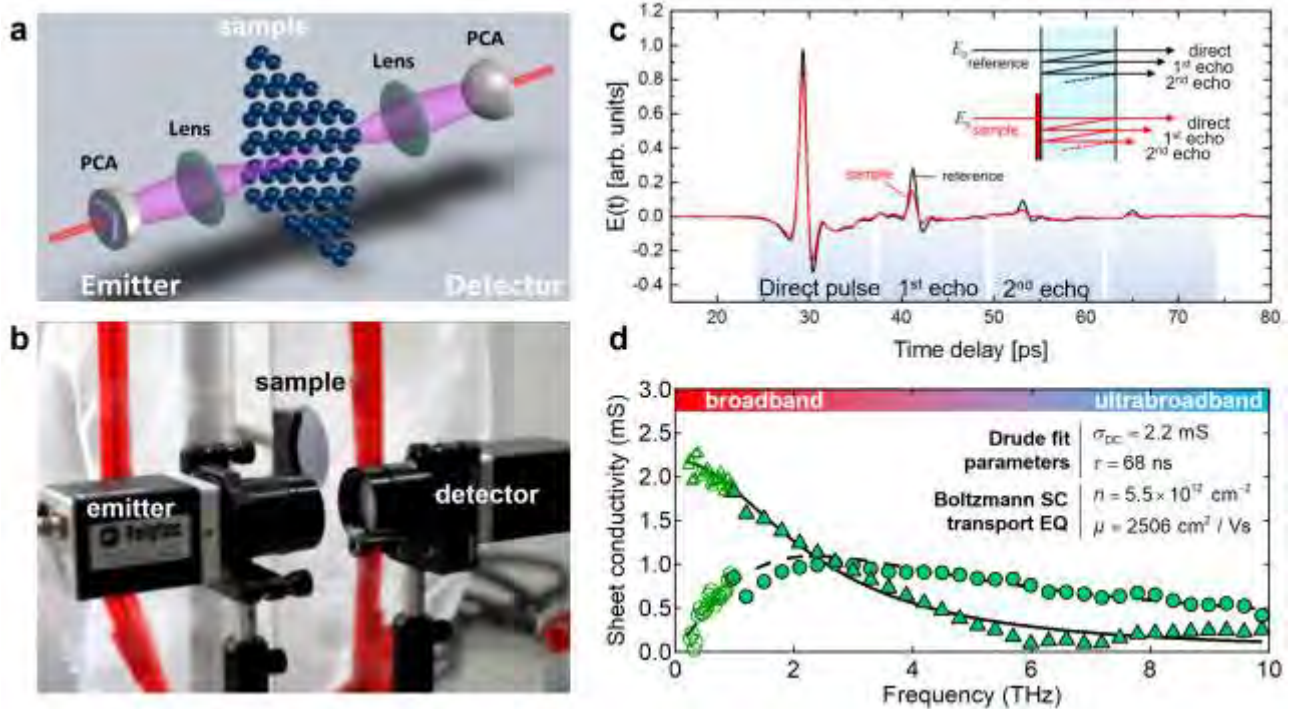 a
sample
PCA
Lens
Lens
PCA
Emitter
Detector
b
sample
emitter
detector
c
1.2
1.0
0.8
0.6
0.4
0.2
0.0
-0.2
-0.4
E(t) [arb. units]
E₀
reference
direct
1st echo
2nd echo
E₀
sample
direct
1st echo
2nd echo
sample
reference
Direct pulse
1st echo
2nd echo
20
30
40
50
60
70
80
Time delay [ps]
d
3.0
2.5
2.0
1.5
1.0
0.5
0.0
Sheet conductivity (mS)
broadband
ultrabroadband
Drude fit
parameters
σDC = 2.2 mS
τ = 68 ns
Boltzmann SC
transport EQ
n = 5.5 × 10¹² cm⁻²
μ = 2506 cm² / Vs
0
2
4
6
8
10
Frequency (THz)